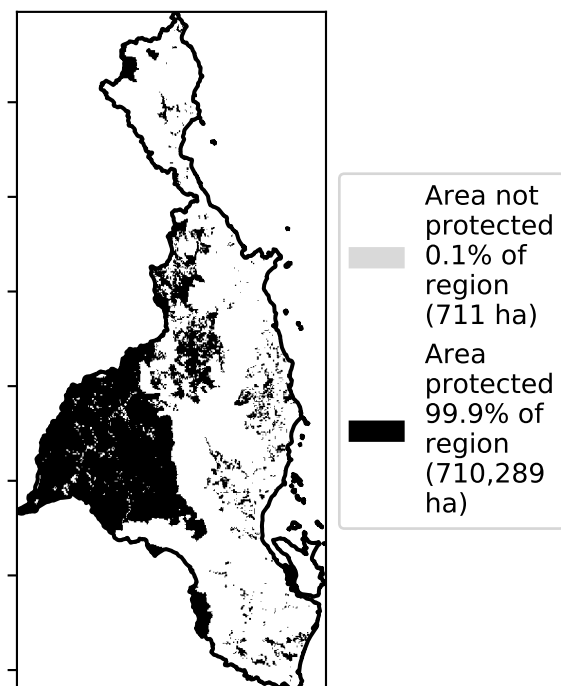 Area not
protected
0.1% of
region
(711 ha)
Area
protected
99.9% of
region
(710,289
ha)